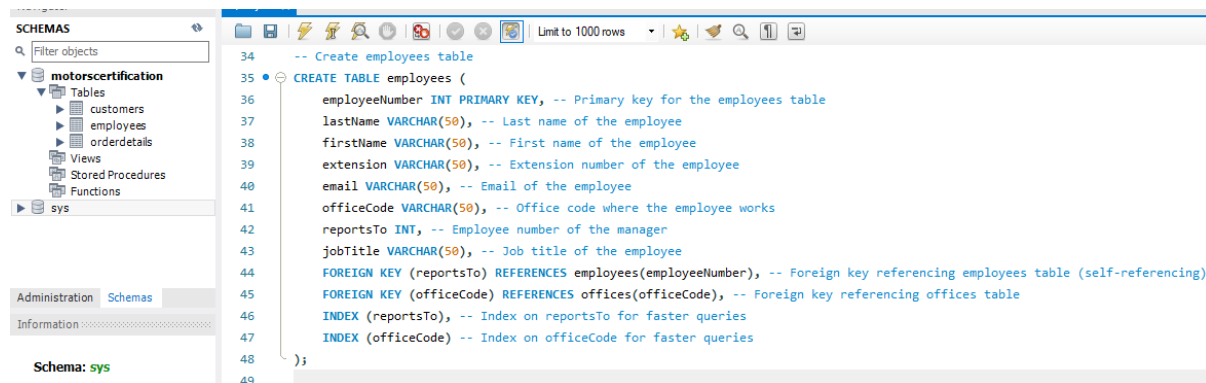 SCHEMAS
Filter objects
motorscertification
Tables
customers
employees
orderdetails
Views
Stored Procedures
Functions
sys
Administration Schemas
Information
Schema: sys
Limit to 1000 rows
34 -- Create employees table
35 CREATE TABLE employees (
36 employeeNumber INT PRIMARY KEY, -- Primary key for the employees table
37 lastName VARCHAR(50), -- Last name of the employee
38 firstName VARCHAR(50), -- First name of the employee
39 extension VARCHAR(50), -- Extension number of the employee
40 email VARCHAR(50), -- Email of the employee
41 officeCode VARCHAR(50), -- Office code where the employee works
42 reportsTo INT, -- Employee number of the manager
43 jobTitle VARCHAR(50), -- Job title of the employee
44 FOREIGN KEY (reportsTo) REFERENCES employees(employeeNumber), -- Foreign key referencing employees table (self-referencing)
45 FOREIGN KEY (officeCode) REFERENCES offices(officeCode), -- Foreign key referencing offices table
46 INDEX (reportsTo), -- Index on reportsTo for faster queries
47 INDEX (officeCode) -- Index on officeCode for faster queries
48 );
49